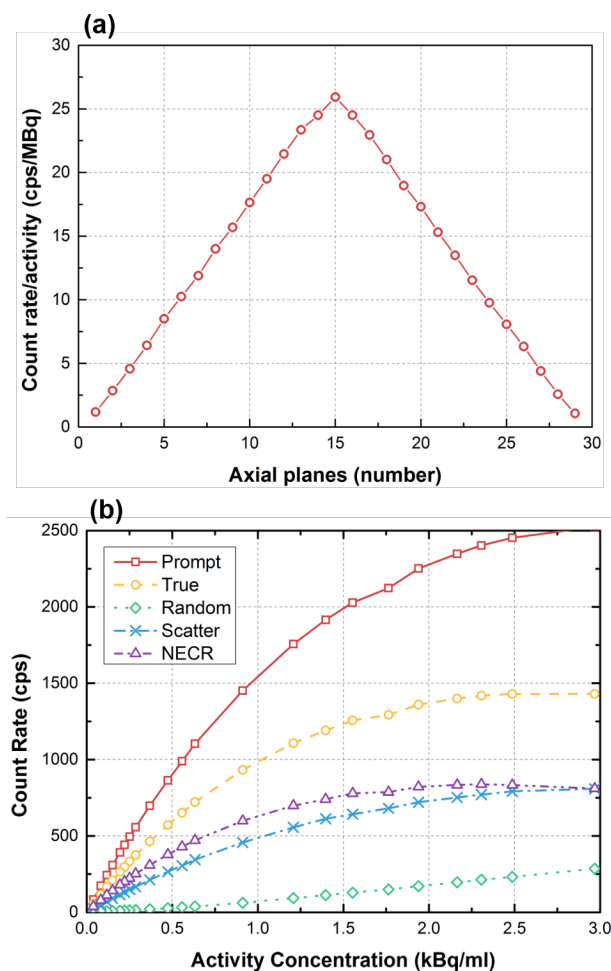 (a)
30
25
20
15
10
5
0
0 5 10 15 20 25 30
Count rate/activity (cps/MBq)
Axial planes (number)
(b)
2500
2000
1500
1000
500
0
0.0 0.5 1.0 1.5 2.0 2.5 3.0
Count Rate (cps)
Prompt
True
Random
Scatter
NECR
Activity Concentration (kBq/ml)